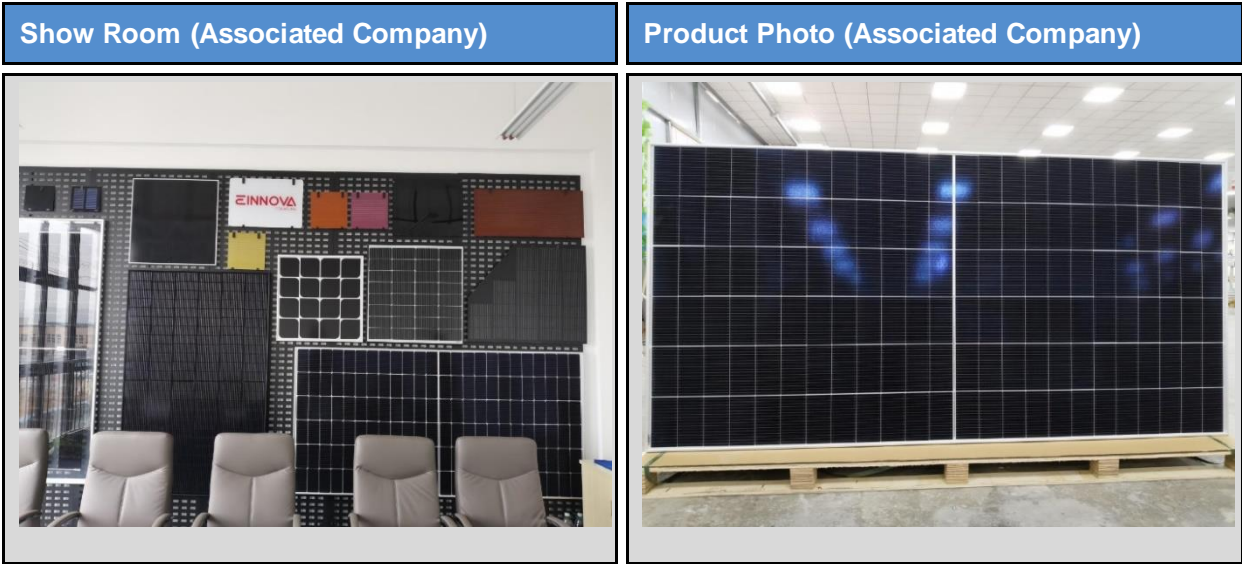 Show Room (Associated Company)
Product Photo (Associated Company)
EINNOVA